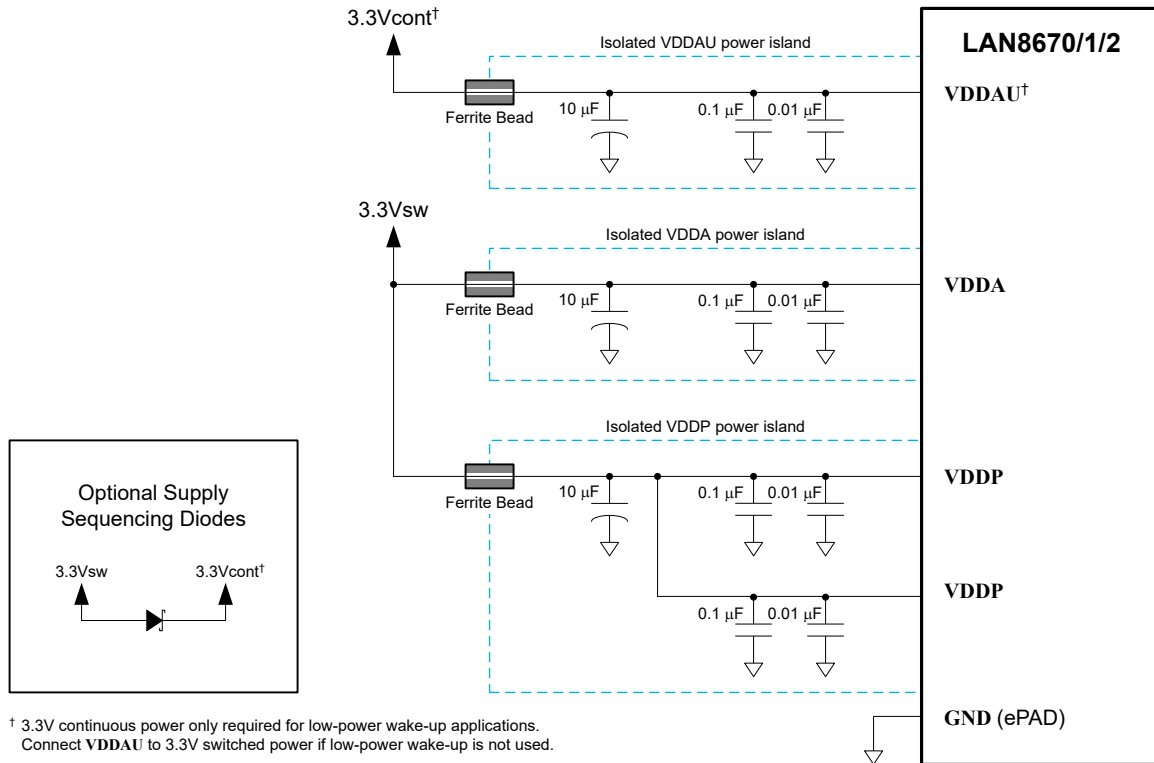 3.3Vcont†
Isolated VDDAU power island
LAN8670/1/2
Ferrite Bead
10 µF
0.1 µF
0.01 µF
VDDAU†
3.3Vsw
Isolated VDDA power island
Ferrite Bead
10 µF
0.1 µF
0.01 µF
VDDA
Isolated VDDP power island
Ferrite Bead
10 µF
0.1 µF
0.01 µF
VDDP
0.1 µF
0.01 µF
VDDP
Optional Supply
Sequencing Diodes
3.3Vsw
3.3Vcont†
GND (ePAD)
† 3.3V continuous power only required for low-power wake-up applications.
Connect VDDAU to 3.3V switched power if low-power wake-up is not used.